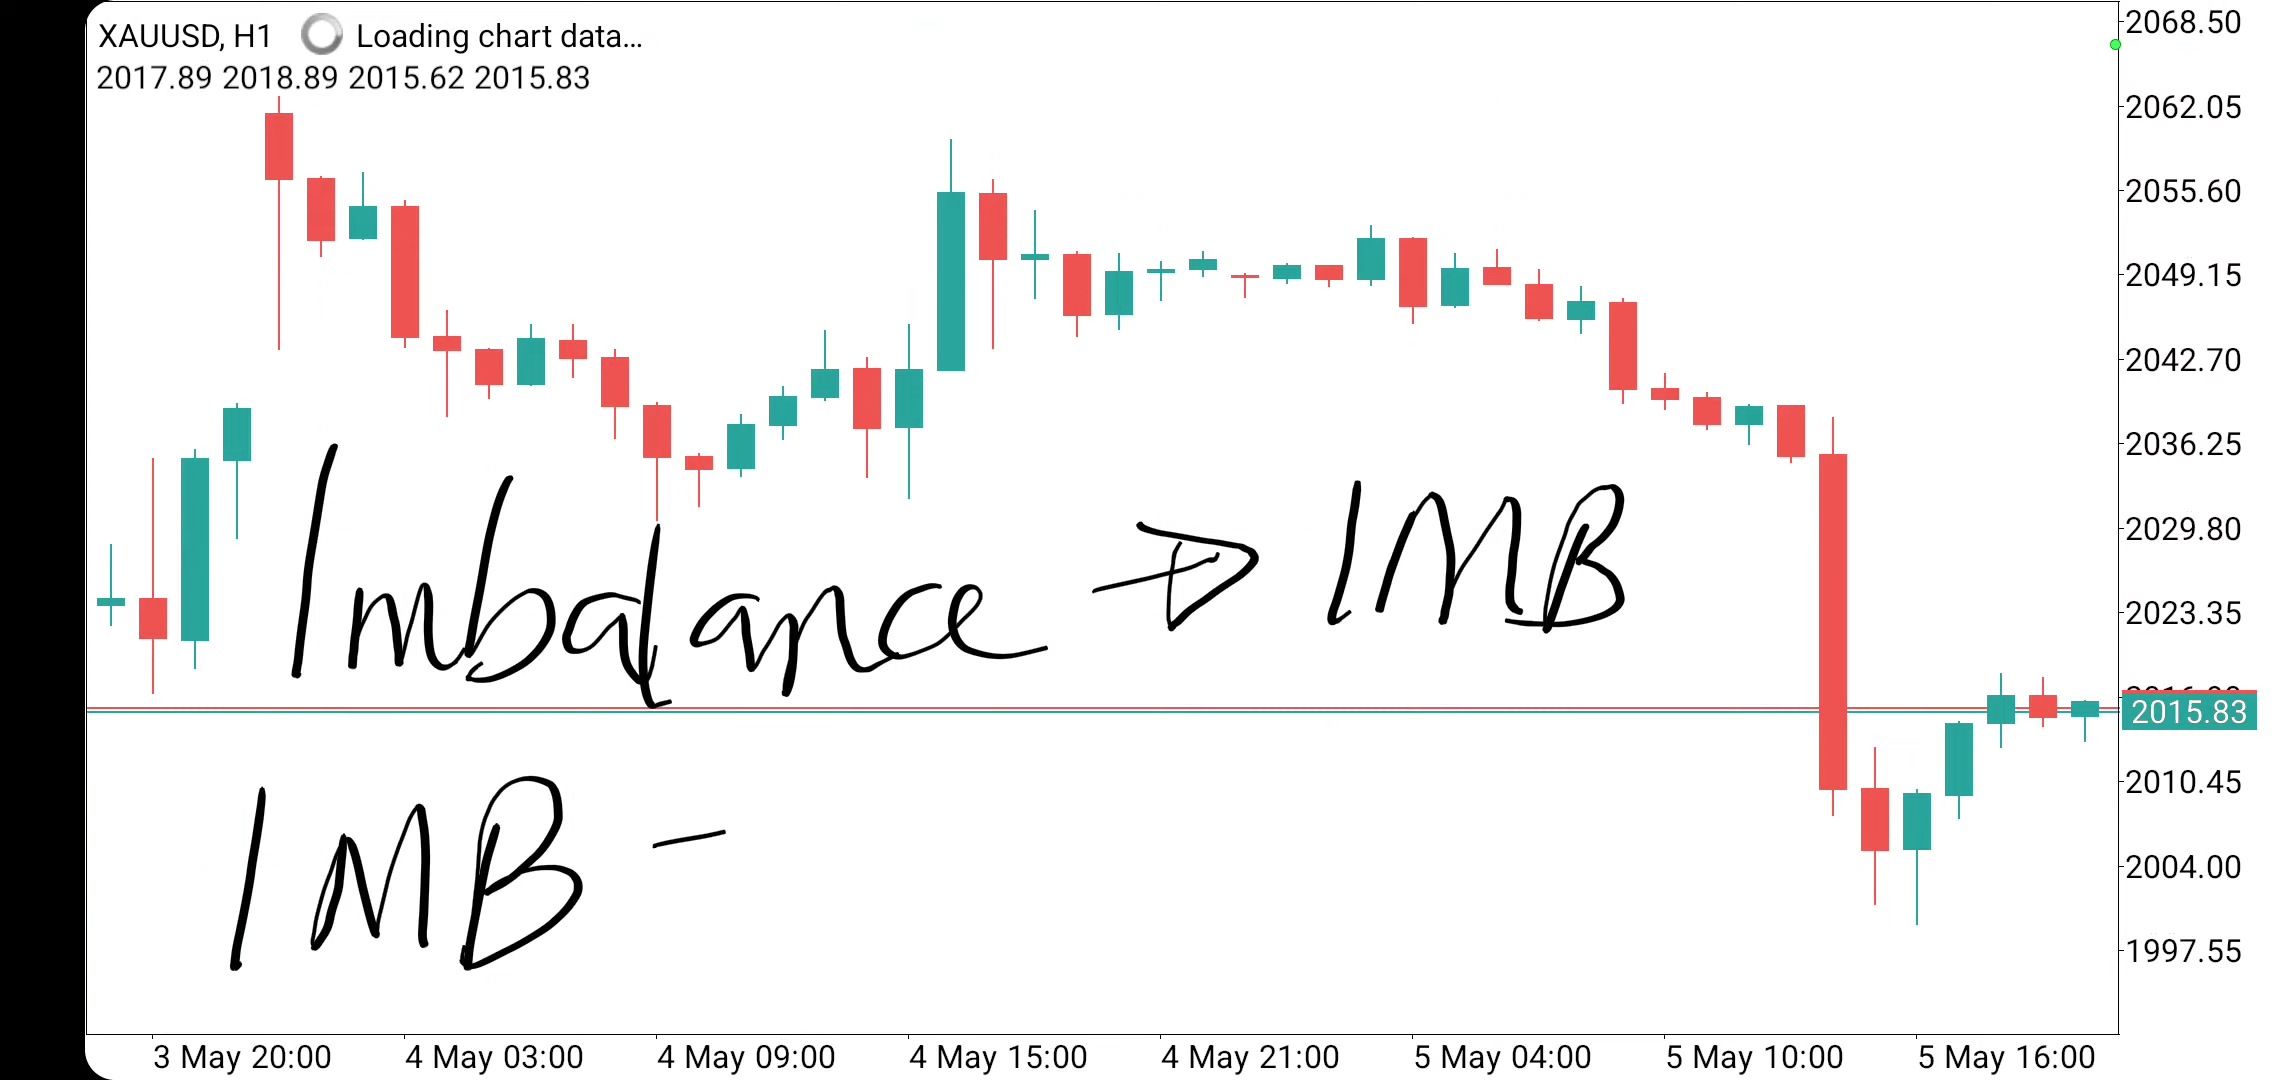 XAUUSD, H1 Loading chart data...
2017.89 2018.89 2015.62 2015.83
2068.50
2062.05
2055.60
2049.15
2042.70
2036.25
2029.80
Imbalance → IMB
2023.35
2015.83
2010.45
IMB -
2004.00
1997.55
3 May 20:00 4 May 03:00 4 May 09:00 4 May 15:00 4 May 21:00 5 May 04:00 5 May 10:00 5 May 16:00